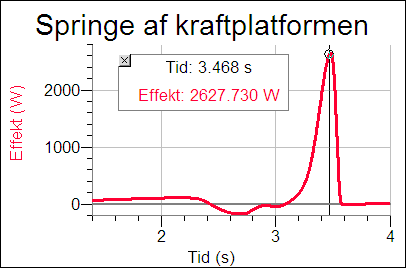 Springe af kraftplatformen
Tid: 3.468 s
Effekt: 2627.730 W
Effekt (W)
2000
1000
0
2
3
4
Tid (s)